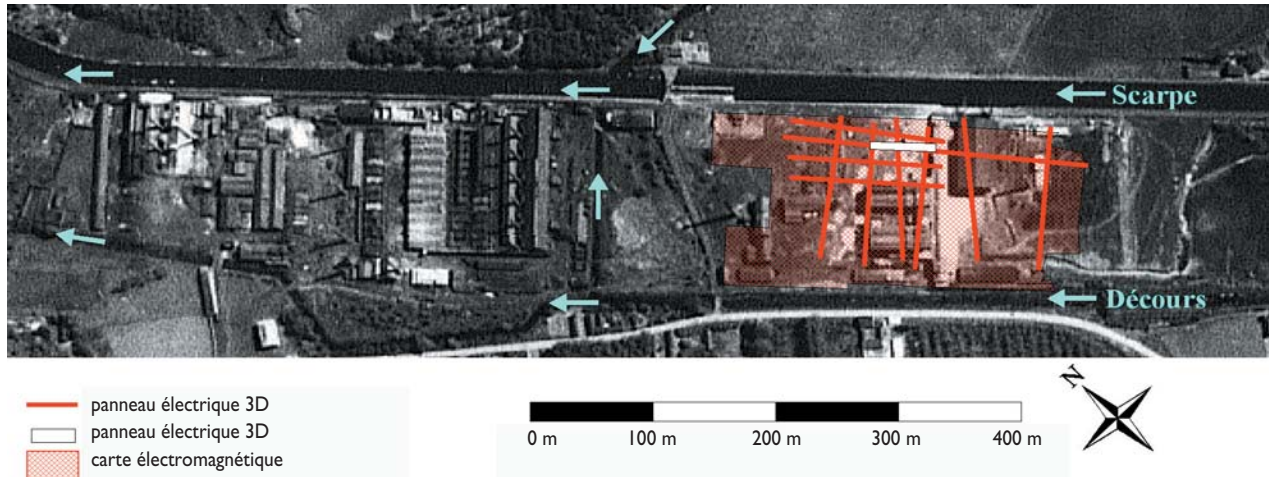 Scarpe
Décours
N
panneau électrique 3D
panneau électrique 3D
carte électromagnétique
0 m 100 m 200 m 300 m 400 m